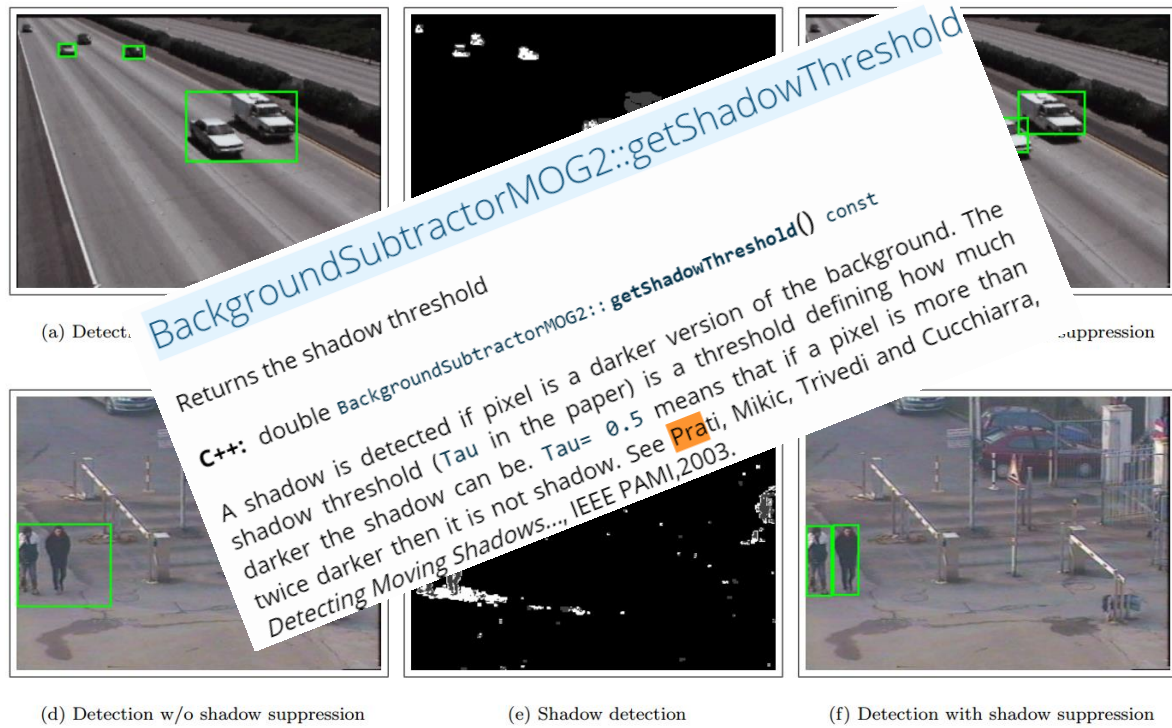 BackgroundSubtractorMOG2::getShadowThreshold
Returns the shadow threshold
C++: double BackgroundSubtractorMOG2::getShadowThreshold() const
A shadow is detected if pixel is a darker version of the background. The
shadow threshold (Tau in the paper) is a threshold defining how much
darker the shadow can be. Tau= 0.5 means that if a pixel is more than
twice darker then it is not shadow. See Prati, Mikic, Trivedi and Cucchiarra,
Detecting Moving Shadows..., IEEE PAMI,2003.
(a)
suppression
(d) Detection w/o shadow suppression
(e) Shadow detection
(f) Detection with shadow suppression